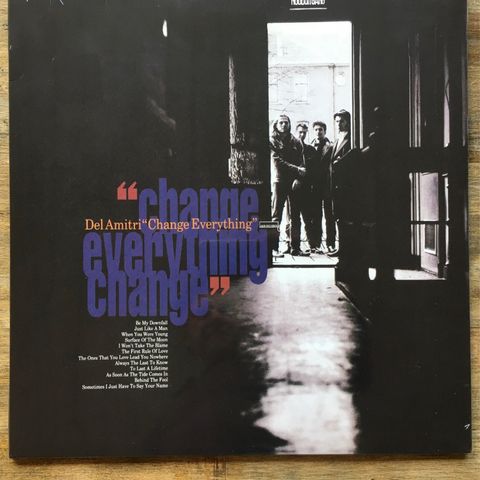 “change
Del Amitri “Change Everything”
everything
change”
Be My Downfall
Just Like A Man
When You Were Young
Surface Of The Moon
I Won't Take The Blame
The First Rule Of Love
The Ones That You Love Lead You Nowhere
Always The Last To Know
To Last A Lifetime
As Soon As The Tide Comes In
Behind The Fool
Sometimes I Just Have To Say Your Name